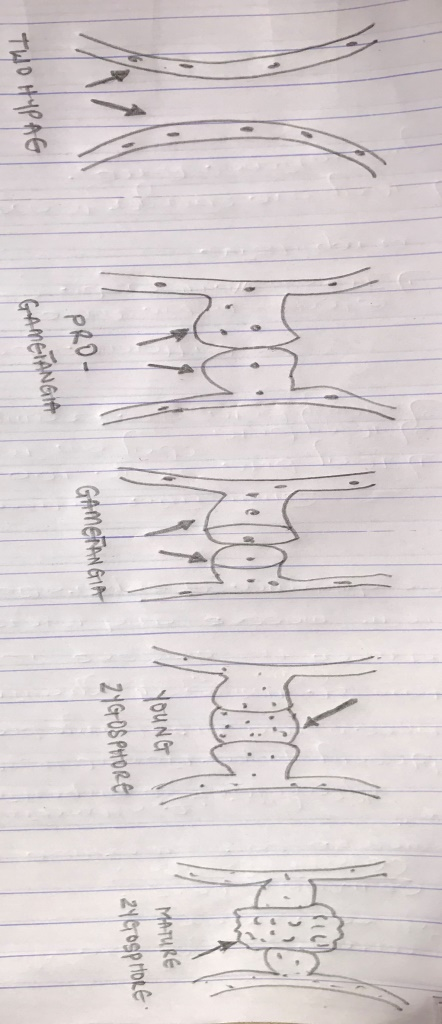 TWO HYPAE
PRO-
GAMETANGIA
GAMETANGIA
YOUNG
ZYGOSPHORE
MATURE
ZYGOSPHORE.